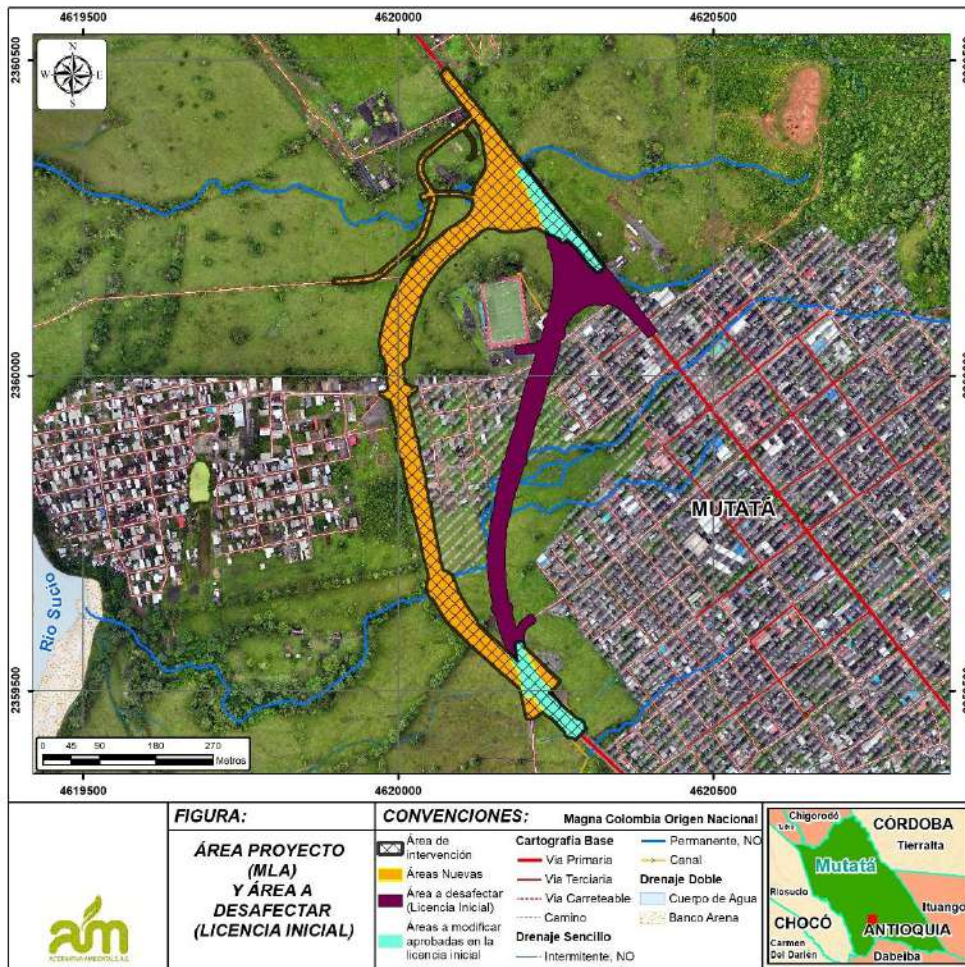 4619500
4620000
4620500
2360500
N
W E
S
2360000
MUTATÁ
Río Sucio
2359500
0 45 90 180 270
Metros
4619500
4620000
4620500
FIGURA:
ÁREA PROYECTO
(MLA)
Y ÁREA A
DESAFECTAR
(LICENCIA INICIAL)
CONVENCIONES:
Magna Colombia Origen Nacional
Área de
intervención
Áreas Nuevas
Área a desafectar
(Licencia Inicial)
Áreas a modificar
aprobadas en la
licencia inicial
Cartografía Base
Vía Primaria
Vía Terciaria
Vía Carreteable
Camino
Drenaje Sencillo
Intermitente, NO
Permanente, NO
Canal
Drenaje Doble
Cuerpo de Agua
Banco Arena
Chigorodó
CÓRDOBA
Tierralta
Mutatá
Riosucio
Ituango
CHOCÓ
ANTIOQUIA
Carmen
Del Darién
Dabeiba